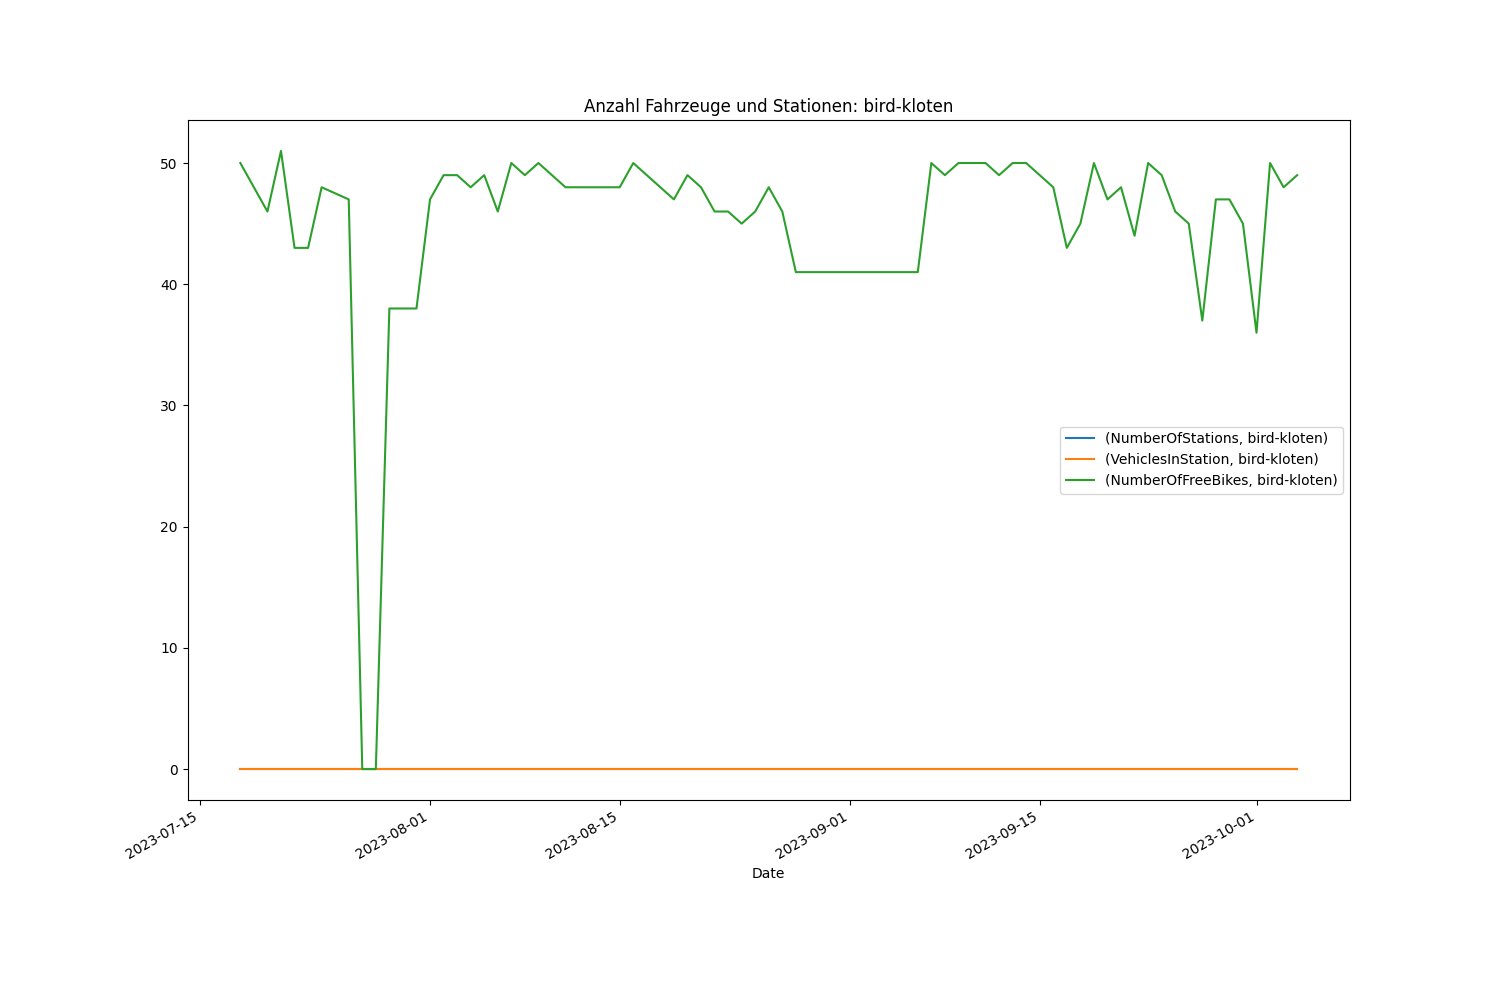 Anzahl Fahrzeuge und Stationen: bird-kloten
50
40
30
20
10
0
(NumberOfStations, bird-kloten)
(VehiclesInStation, bird-kloten)
(NumberOfFreeBikes, bird-kloten)
2023-07-15
2023-08-01
2023-08-15
2023-09-01
2023-09-15
2023-10-01
Date